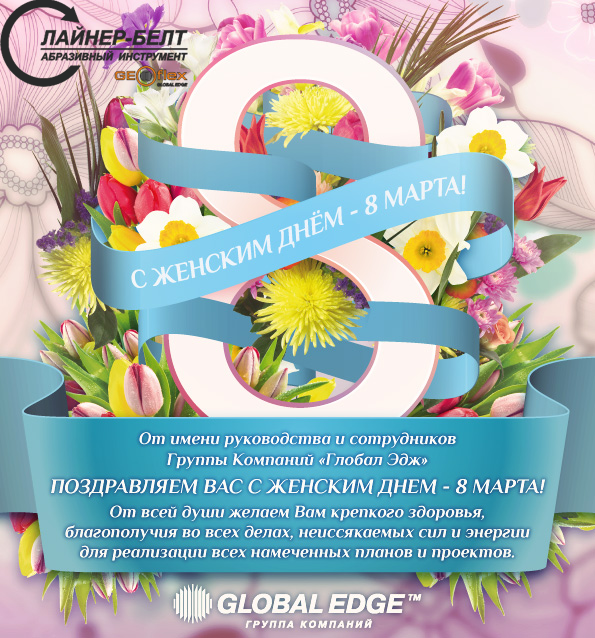 ЛАЙНЕР-БЕЛТ
АБРАЗИВНЫЙ ИНСТРУМЕНТ
GEOflex
GLOBAL EDGE
С ЖЕНСКИМ ДНЁМ - 8 МАРТА!
От имени руководства и сотрудников
Группы Компаний «Глобал Эдж»
ПОЗДРАВЛЯЕМ ВАС С ЖЕНСКИМ ДНЕМ - 8 МАРТА!
От всей души желаем Вам крепкого здоровья,
благополучия во всех делах, неиссякаемых сил и энергии
для реализации всех намеченных планов и проектов.
GLOBAL EDGE™
ГРУППА КОМПАНИЙ